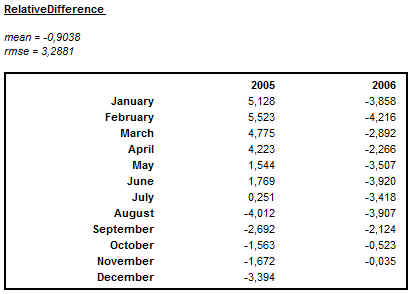 RelativeDifference
mean = -0,9038
rmse = 3,2881
2005 2006
January 5,128 -3,858
February 5,523 -4,216
March 4,775 -2,892
April 4,223 -2,266
May 1,544 -3,507
June 1,769 -3,920
July 0,251 -3,418
August -4,012 -3,907
September -2,692 -2,124
October -1,563 -0,523
November -1,672 -0,035
December -3,394